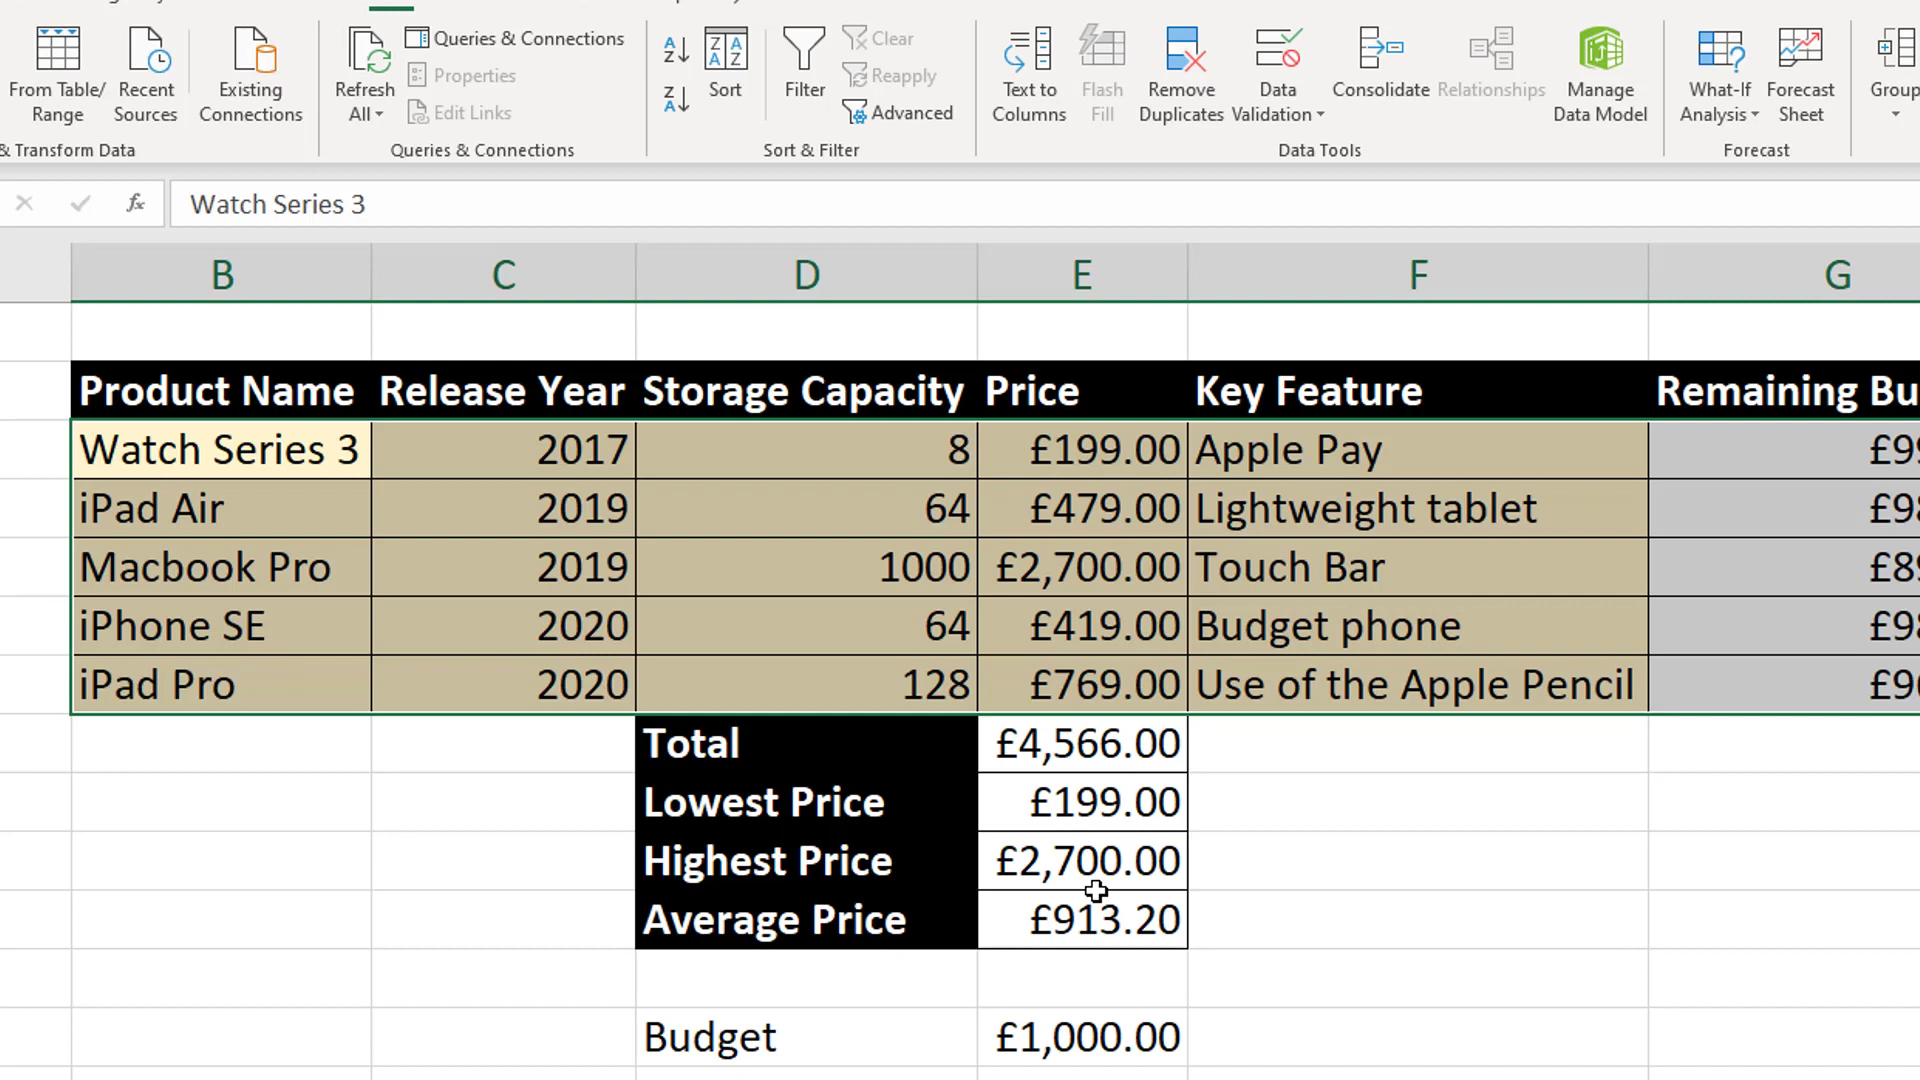 From Table/ Range
Recent Sources
Existing Connections
& Transform Data
Refresh All
Queries & Connections
Properties
Edit Links
Queries & Connections
Sort
Filter
Clear
Reapply
Advanced
Sort & Filter
Text to Columns
Flash Fill
Remove Duplicates
Data Validation
Consolidate
Relationships
Manage Data Model
Data Tools
What-If Analysis
Forecast Sheet
Forecast
Group
fx Watch Series 3
B C D E F G
Product Name Release Year Storage Capacity Price Key Feature Remaining Bu
Watch Series 3 2017 8 £199.00 Apple Pay £99
iPad Air 2019 64 £479.00 Lightweight tablet £98
Macbook Pro 2019 1000 £2,700.00 Touch Bar £89
iPhone SE 2020 64 £419.00 Budget phone £98
iPad Pro 2020 128 £769.00 Use of the Apple Pencil £96
Total £4,566.00
Lowest Price £199.00
Highest Price £2,700.00
Average Price £913.20
Budget £1,000.00